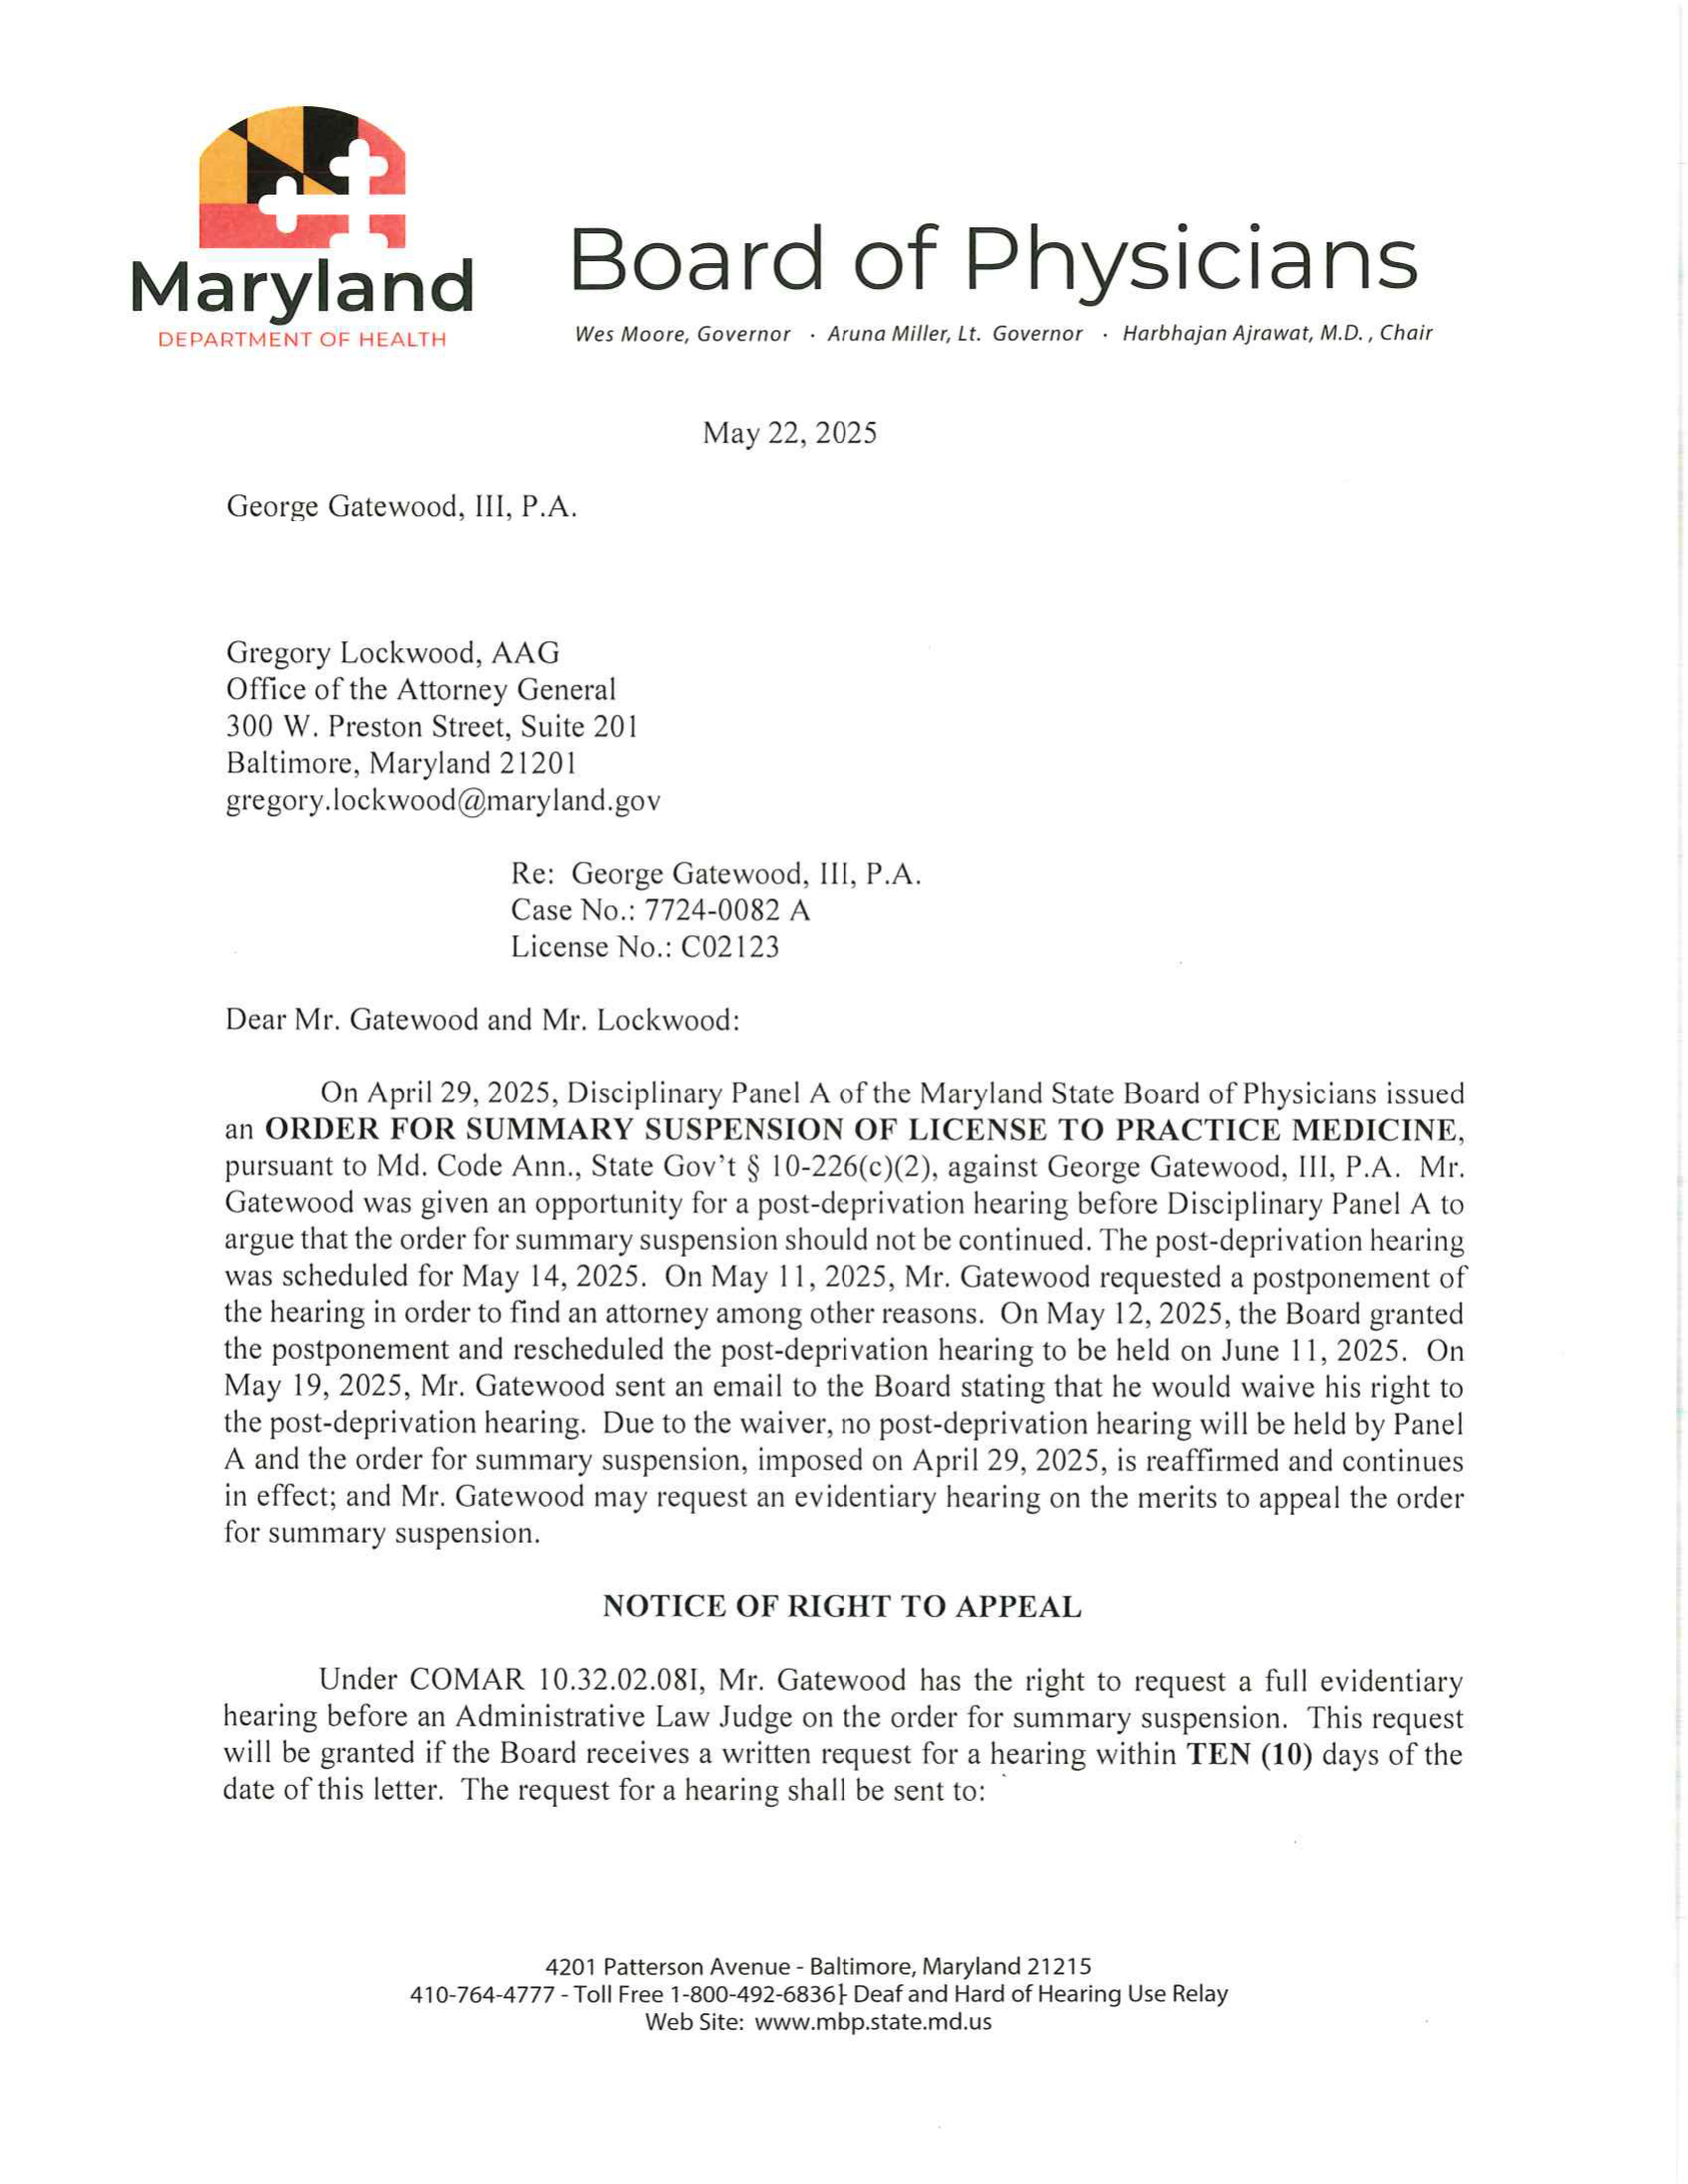 Maryland
DEPARTMENT OF HEALTH
Board of Physicians
Wes Moore, Governor · Aruna Miller, Lt. Governor · Harbhajan Ajrawat, M.D., Chair
May 22, 2025
George Gatewood, III, P.A.
Gregory Lockwood, AAG
Office of the Attorney General
300 W. Preston Street, Suite 201
Baltimore, Maryland 21201
gregory.lockwood@maryland.gov
Re: George Gatewood, III, P.A.
Case No.: 7724-0082 A
License No.: C02123
Dear Mr. Gatewood and Mr. Lockwood:
On April 29, 2025, Disciplinary Panel A of the Maryland State Board of Physicians issued
an ORDER FOR SUMMARY SUSPENSION OF LICENSE TO PRACTICE MEDICINE,
pursuant to Md. Code Ann., State Gov't § 10-226(c)(2), against George Gatewood, III, P.A. Mr.
Gatewood was given an opportunity for a post-deprivation hearing before Disciplinary Panel A to
argue that the order for summary suspension should not be continued. The post-deprivation hearing
was scheduled for May 14, 2025. On May 11, 2025, Mr. Gatewood requested a postponement of
the hearing in order to find an attorney among other reasons. On May 12, 2025, the Board granted
the postponement and rescheduled the post-deprivation hearing to be held on June 11, 2025. On
May 19, 2025, Mr. Gatewood sent an email to the Board stating that he would waive his right to
the post-deprivation hearing. Due to the waiver, no post-deprivation hearing will be held by Panel
A and the order for summary suspension, imposed on April 29, 2025, is reaffirmed and continues
in effect; and Mr. Gatewood may request an evidentiary hearing on the merits to appeal the order
for summary suspension.
NOTICE OF RIGHT TO APPEAL
Under COMAR 10.32.02.08I, Mr. Gatewood has the right to request a full evidentiary
hearing before an Administrative Law Judge on the order for summary suspension. This request
will be granted if the Board receives a written request for a hearing within TEN (10) days of the
date of this letter. The request for a hearing shall be sent to:
4201 Patterson Avenue - Baltimore, Maryland 21215
410-764-4777 - Toll Free 1-800-492-6836} Deaf and Hard of Hearing Use Relay
Web Site: www.mbp.state.md.us